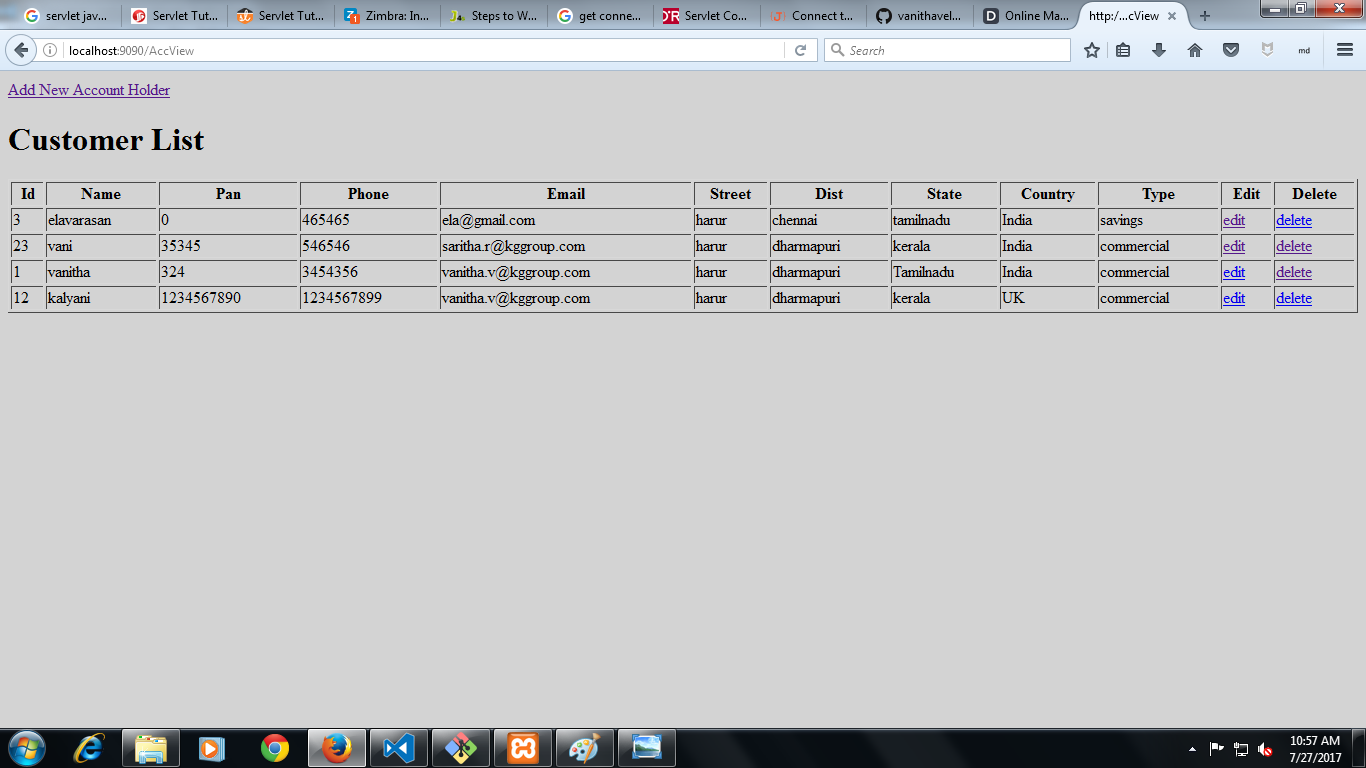 servlet jav... Servlet Tut... Servlet Tut... Zimbra: In... Steps to W... get conne... Servlet Co... Connect t... vanithavel... Online Ma... http:/...cView
localhost:9090/AccView Search md
Add New Account Holder
Customer List
Id Name Pan Phone Email Street Dist State Country Type Edit Delete
3 elavarasan 0 465465 ela@gmail.com harur chennai tamilnadu India savings edit delete
23 vani 35345 546546 saritha.r@kggroup.com harur dharmapuri kerala India commercial edit delete
1 vanitha 324 3454356 vanitha.v@kggroup.com harur dharmapuri Tamilnadu India commercial edit delete
12 kalyani 1234567890 1234567899 vanitha.v@kggroup.com harur dharmapuri kerala UK commercial edit delete
10:57 AM
7/27/2017